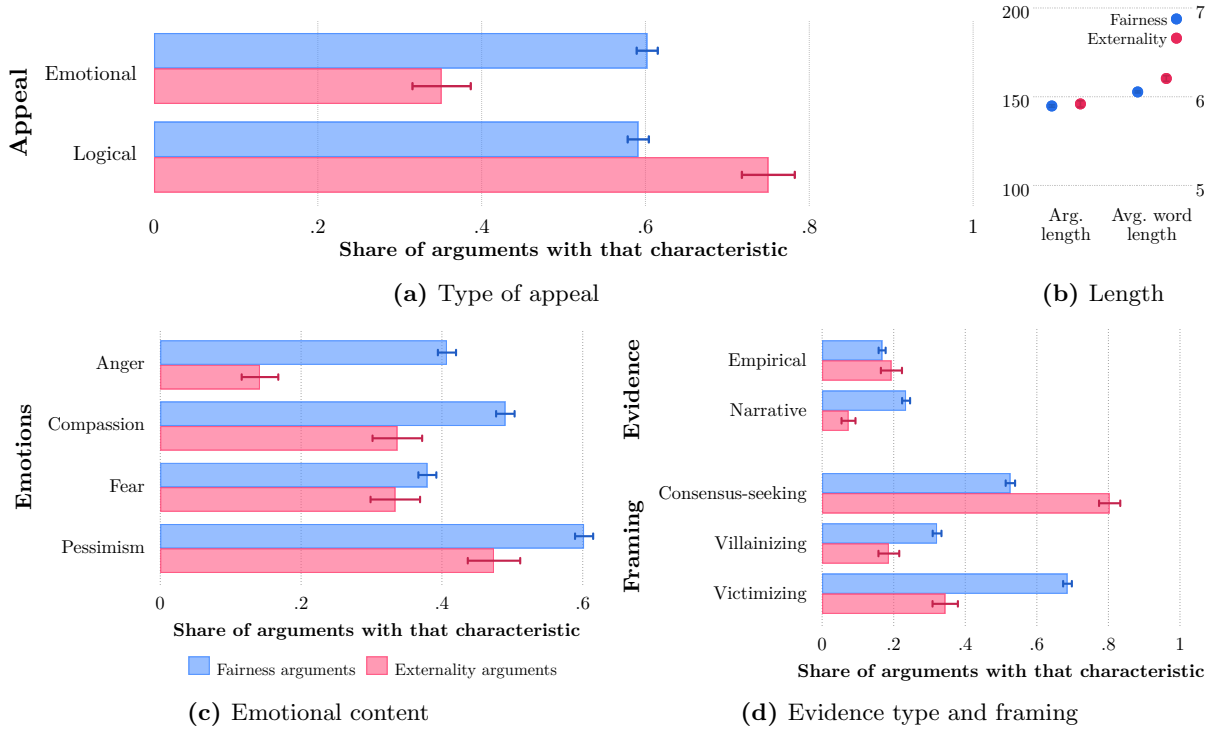 Appeal
Emotional
Logical
0 .2 .4 .6 .8 1
Share of arguments with that characteristic
(a) Type of appeal
200 7
Fairness
Externality
150 6
100 5
Arg. length
Avg. word length
(b) Length
Emotions
Anger
Compassion
Fear
Pessimism
0 .2 .4 .6
Share of arguments with that characteristic
Fairness arguments Externality arguments
(c) Emotional content
Evidence
Empirical
Narrative
Framing
Consensus-seeking
Villainizing
Victimizing
0 .2 .4 .6 .8 1
Share of arguments with that characteristic
(d) Evidence type and framing